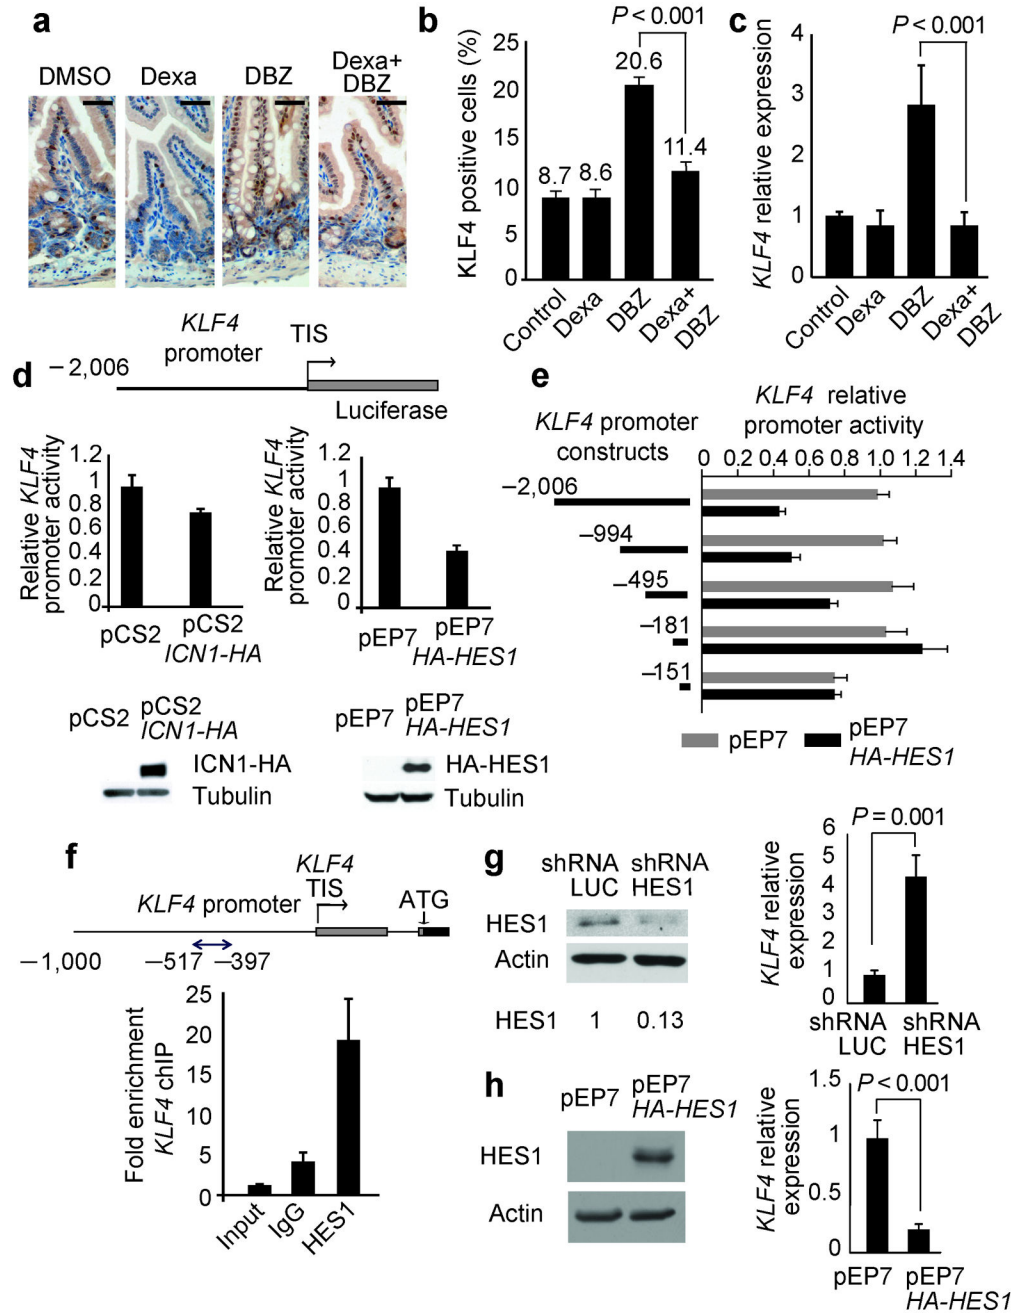 a
DMSO
Dexa
DBZ
Dexa+
DBZ
b
KLF4 positive cells (%)
25
20
15
10
5
0
P < 0.001
8.7
8.6
20.6
11.4
Control
Dexa
DBZ
Dexa+
DBZ
c
KLF4 relative expression
4
3
2
1
0
P < 0.001
Control
Dexa
DBZ
Dexa+
DBZ
d
KLF4
promoter
TIS
−2,006
Luciferase
Relative KLF4
promoter activity
1.2
1
0.8
0.6
0.4
0.2
0
pCS2
pCS2
ICN1-HA
Relative KLF4
promoter activity
1.2
1
0.8
0.6
0.4
0.2
0
pEP7
pEP7
HA-HES1
pCS2
pCS2
ICN1-HA
ICN1-HA
Tubulin
pEP7
pEP7
HA-HES1
HA-HES1
Tubulin
e
KLF4 promoter
constructs
KLF4 relative
promoter activity
0 0.2 0.4 0.6 0.8 1.0 1.2 1.4
−2,006
−994
−495
−181
−151
pEP7
pEP7
HA-HES1
f
KLF4
TIS
KLF4 promoter
ATG
−1,000
−517
−397
Fold enrichment
KLF4 chIP
25
20
15
10
5
0
Input
IgG
HES1
g
shRNA
LUC
shRNA
HES1
HES1
Actin
HES1 1 0.13
KLF4 relative
expression
P = 0.001
6
5
4
3
2
1
0
shRNA
LUC
shRNA
HES1
h
pEP7
pEP7
HA-HES1
HES1
Actin
KLF4 relative
expression
P < 0.001
1.5
1
0.5
0
pEP7
pEP7
HA-HES1